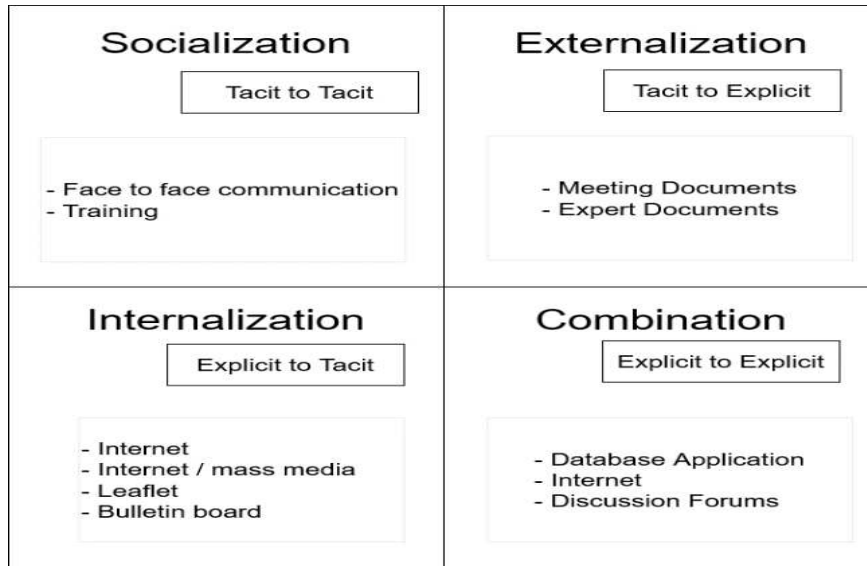 Socialization
Tacit to Tacit
- Face to face communication
- Training
Externalization
Tacit to Explicit
- Meeting Documents
- Expert Documents
Internalization
Explicit to Tacit
- Internet
- Internet / mass media
- Leaflet
- Bulletin board
Combination
Explicit to Explicit
- Database Application
- Internet
- Discussion Forums